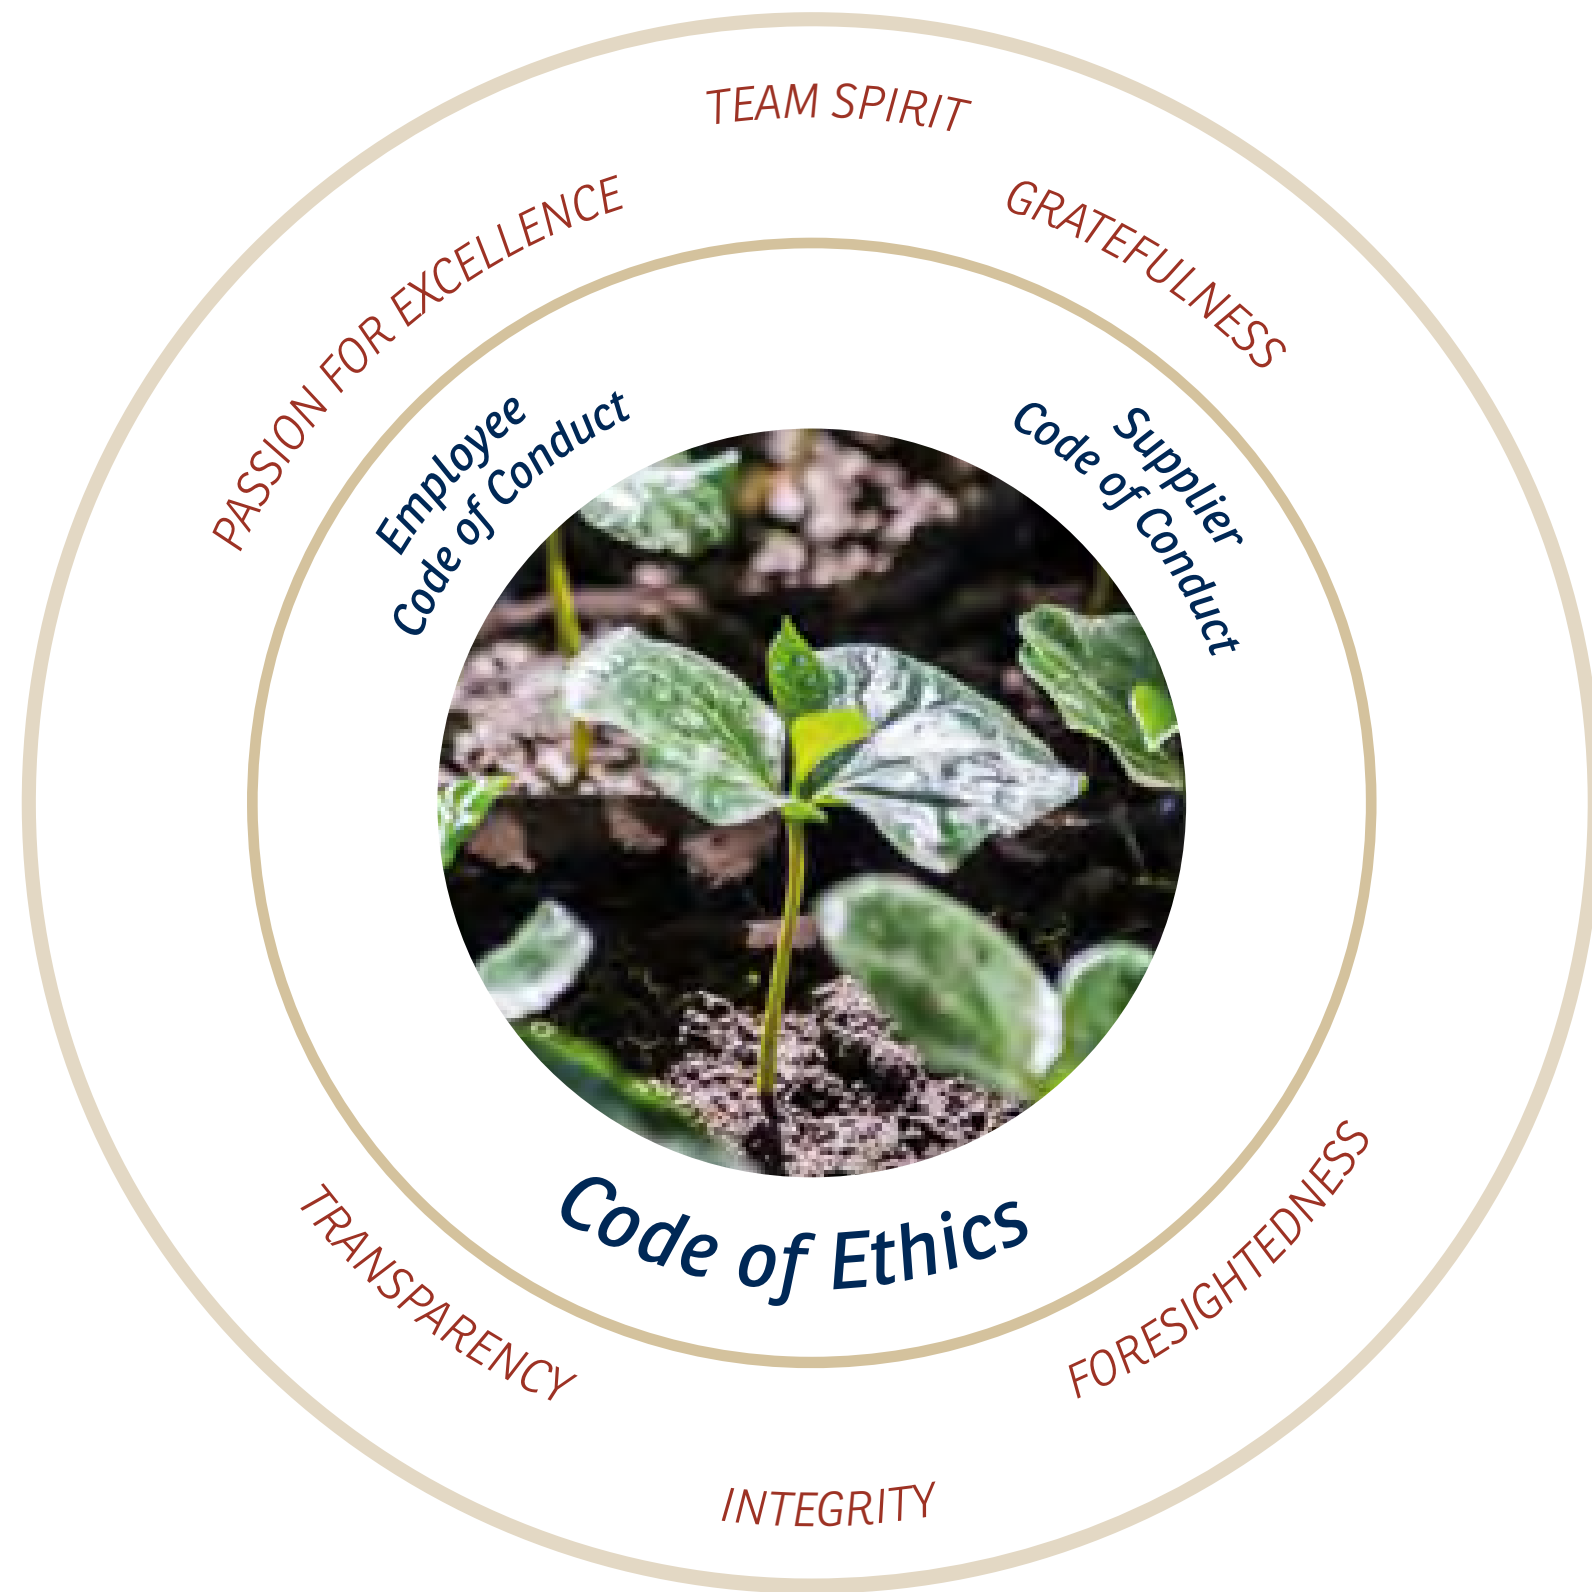 TEAM SPIRIT
PASSION FOR EXCELLENCE
GRATEFULNESS
Employee
Code of Conduct
Supplier
Code of Conduct
Code of Ethics
TRANSPARENCY
FORESIGHTEDNESS
INTEGRITY